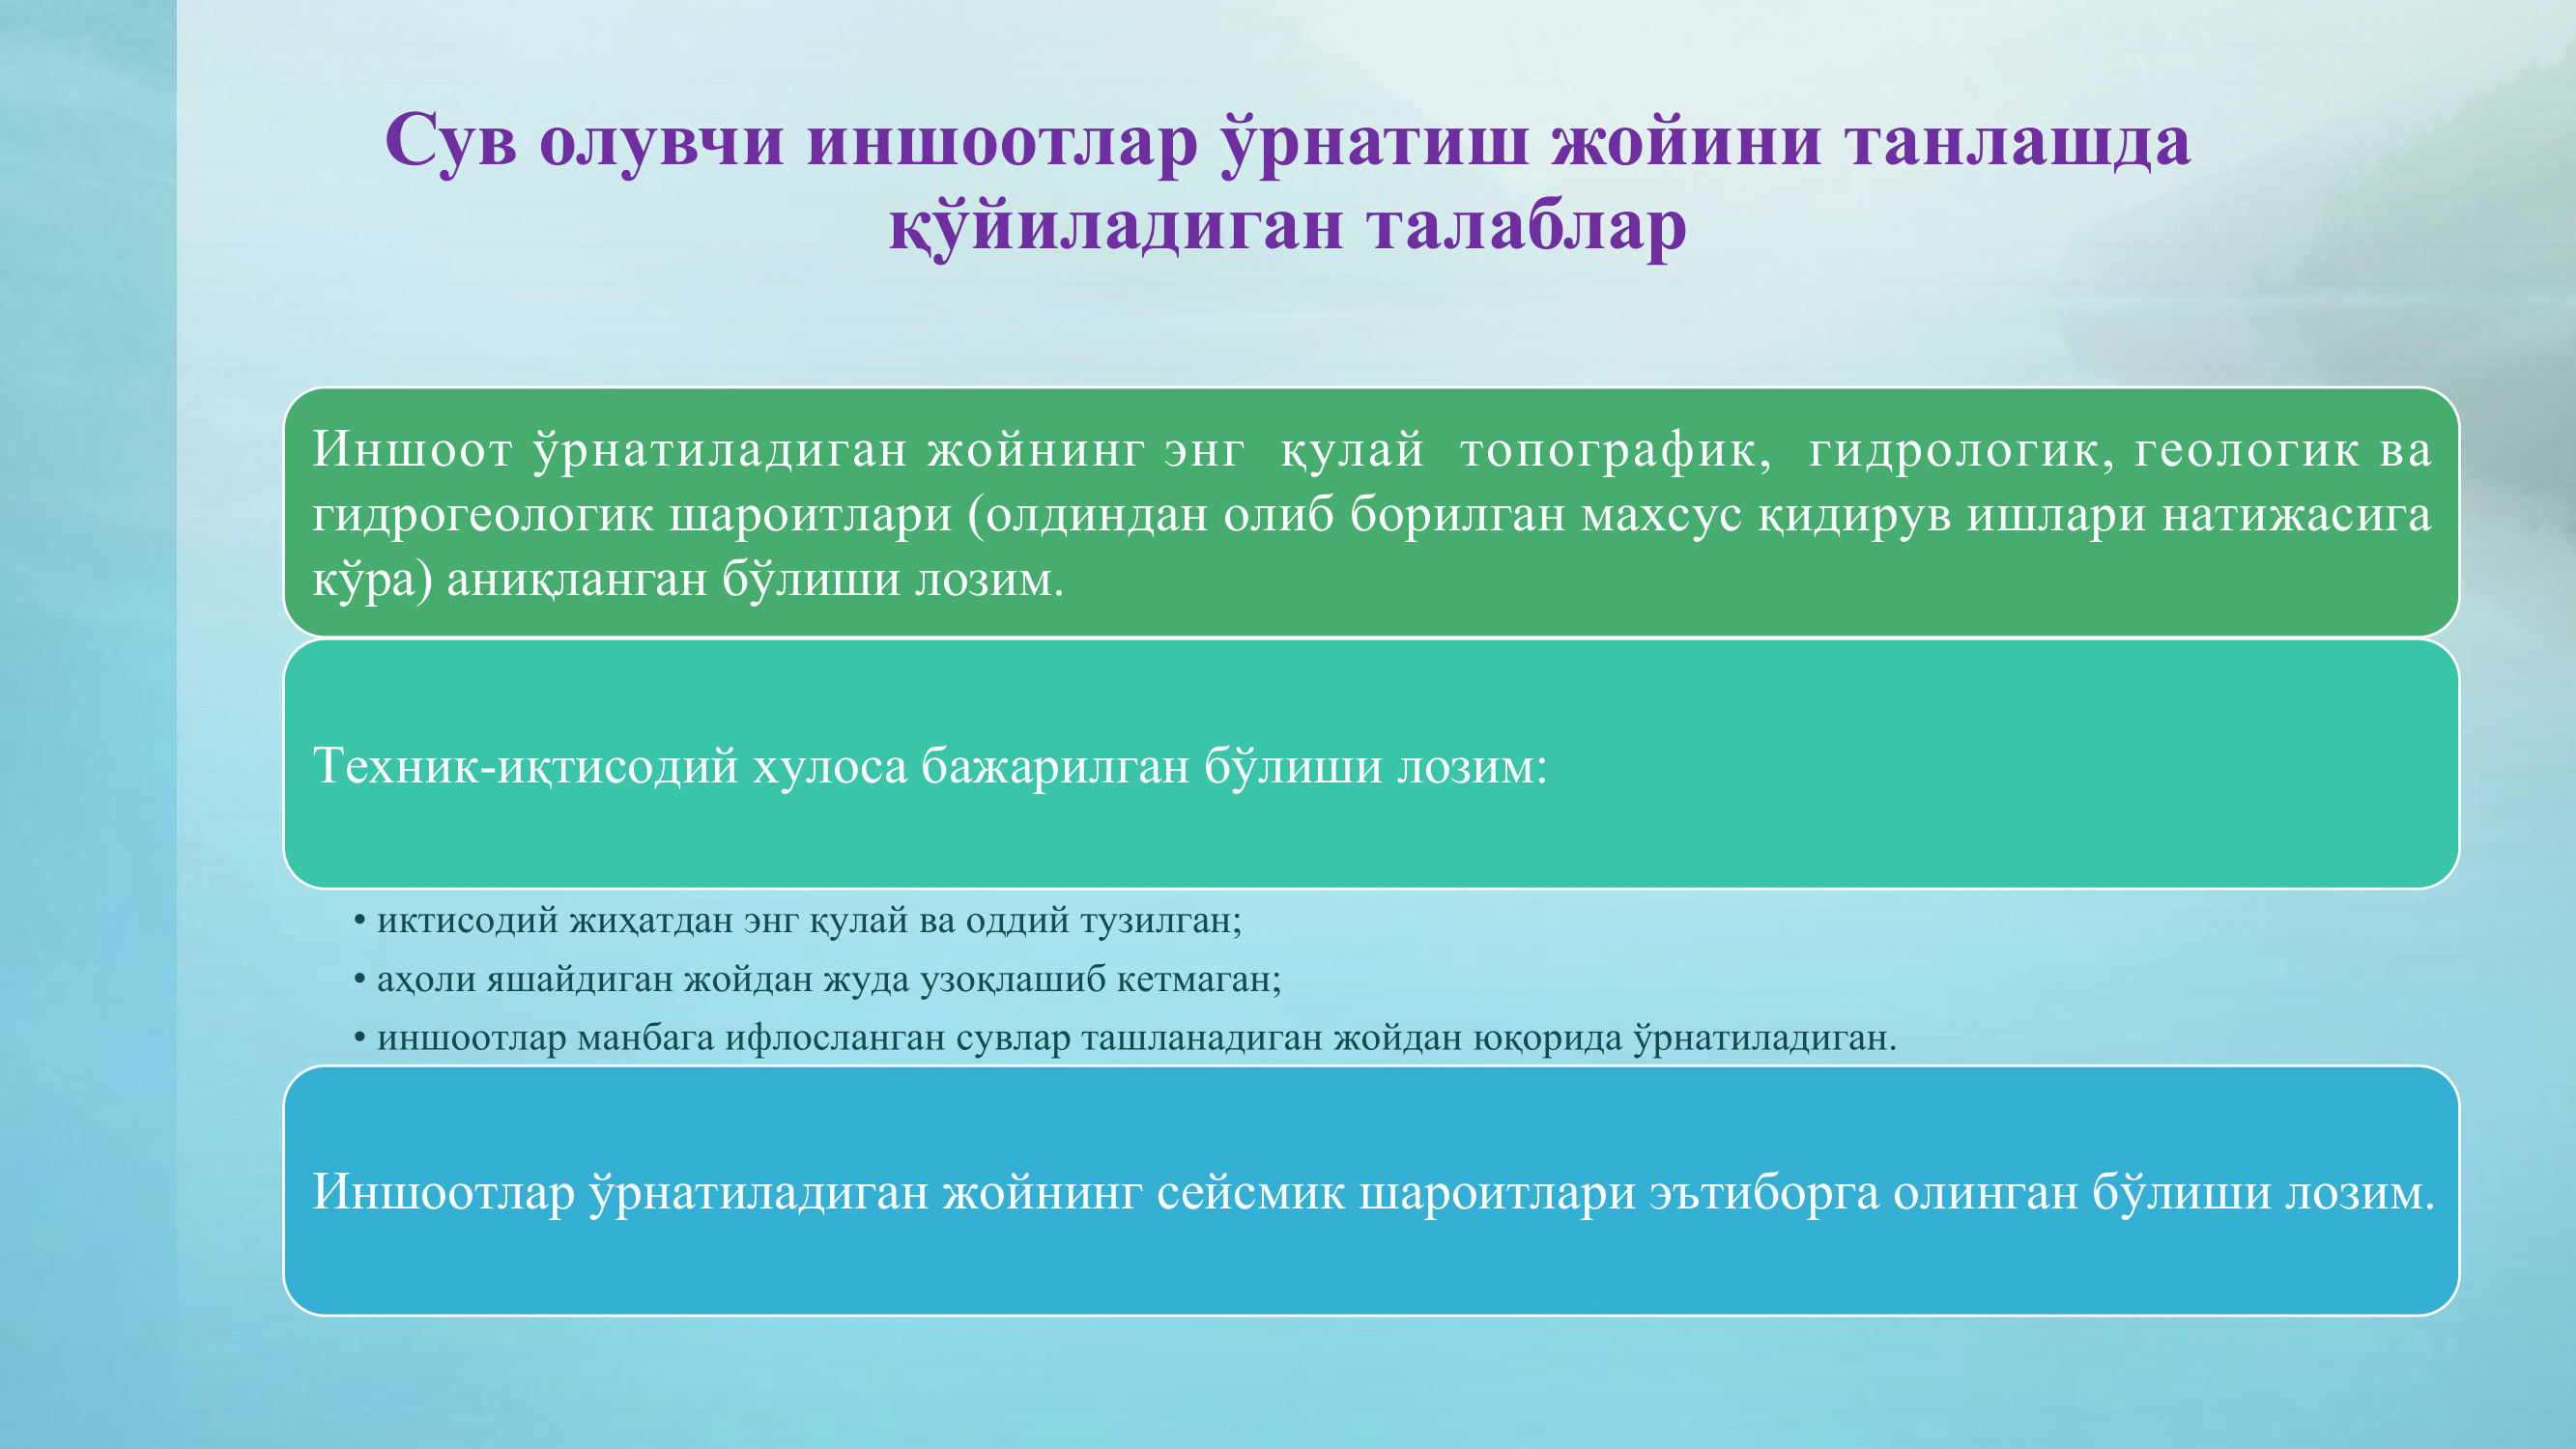 Сув олувчи иншоотлар ўрнатиш жойини танлашда
қўйиладиган талаблар
Иншоот ўрнатиладиган жойнинг энг қулай топографик, гидрологик, геологик ва
гидрогеологик шароитлари (олдиндан олиб борилган махсус қидирув ишлари натижасига
кўра) аниқланган бўлиши лозим.
Техник-иқтисодий хулоса бажарилган бўлиши лозим:
• иктисодий жиҳатдан энг қулай ва оддий тузилган;
• аҳоли яшайдиган жойдан жуда узоқлашиб кетмаган;
• иншоотлар манбага ифлосланган сувлар ташланадиган жойдан юқорида ўрнатиладиган.
Иншоотлар ўрнатиладиган жойнинг сейсмик шароитлари эътиборга олинган бўлиши лозим.